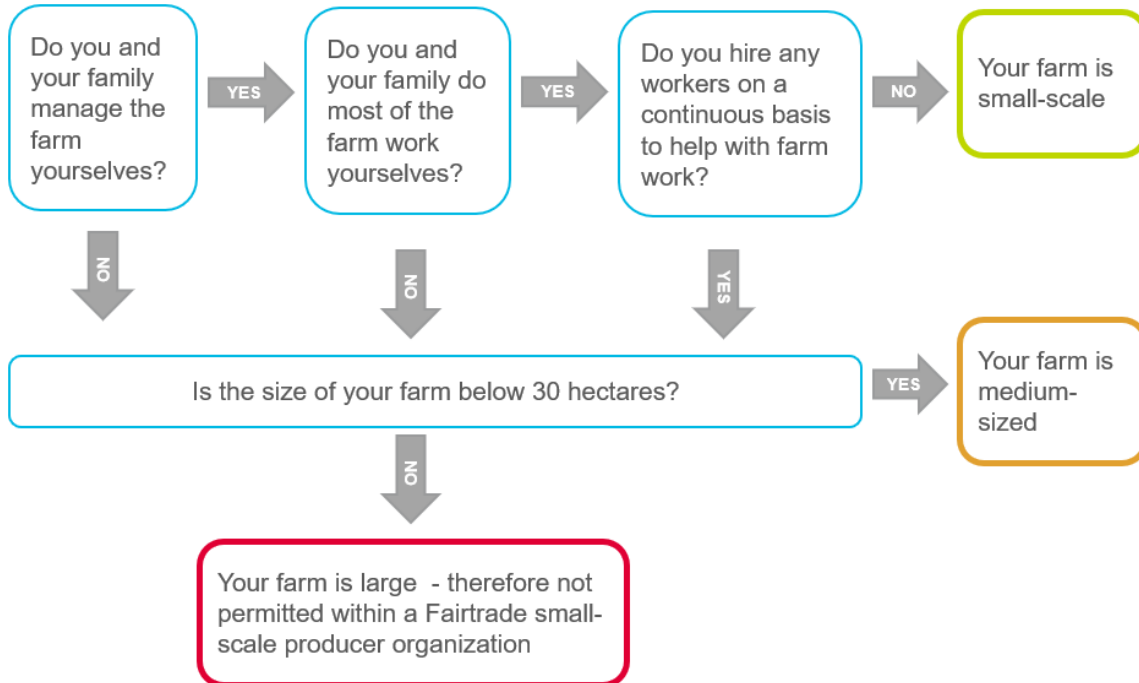 Do you and
your family
manage the
farm
yourselves?
YES
Do you and
your family do
most of the
farm work
yourselves?
YES
Do you hire any
workers on a
continuous basis
to help with farm
work?
NO
Your farm is
small-scale
NO
NO
YES
Is the size of your farm below 30 hectares?
YES
Your farm is
medium-
sized
NO
Your farm is large - therefore not
permitted within a Fairtrade small-
scale producer organization